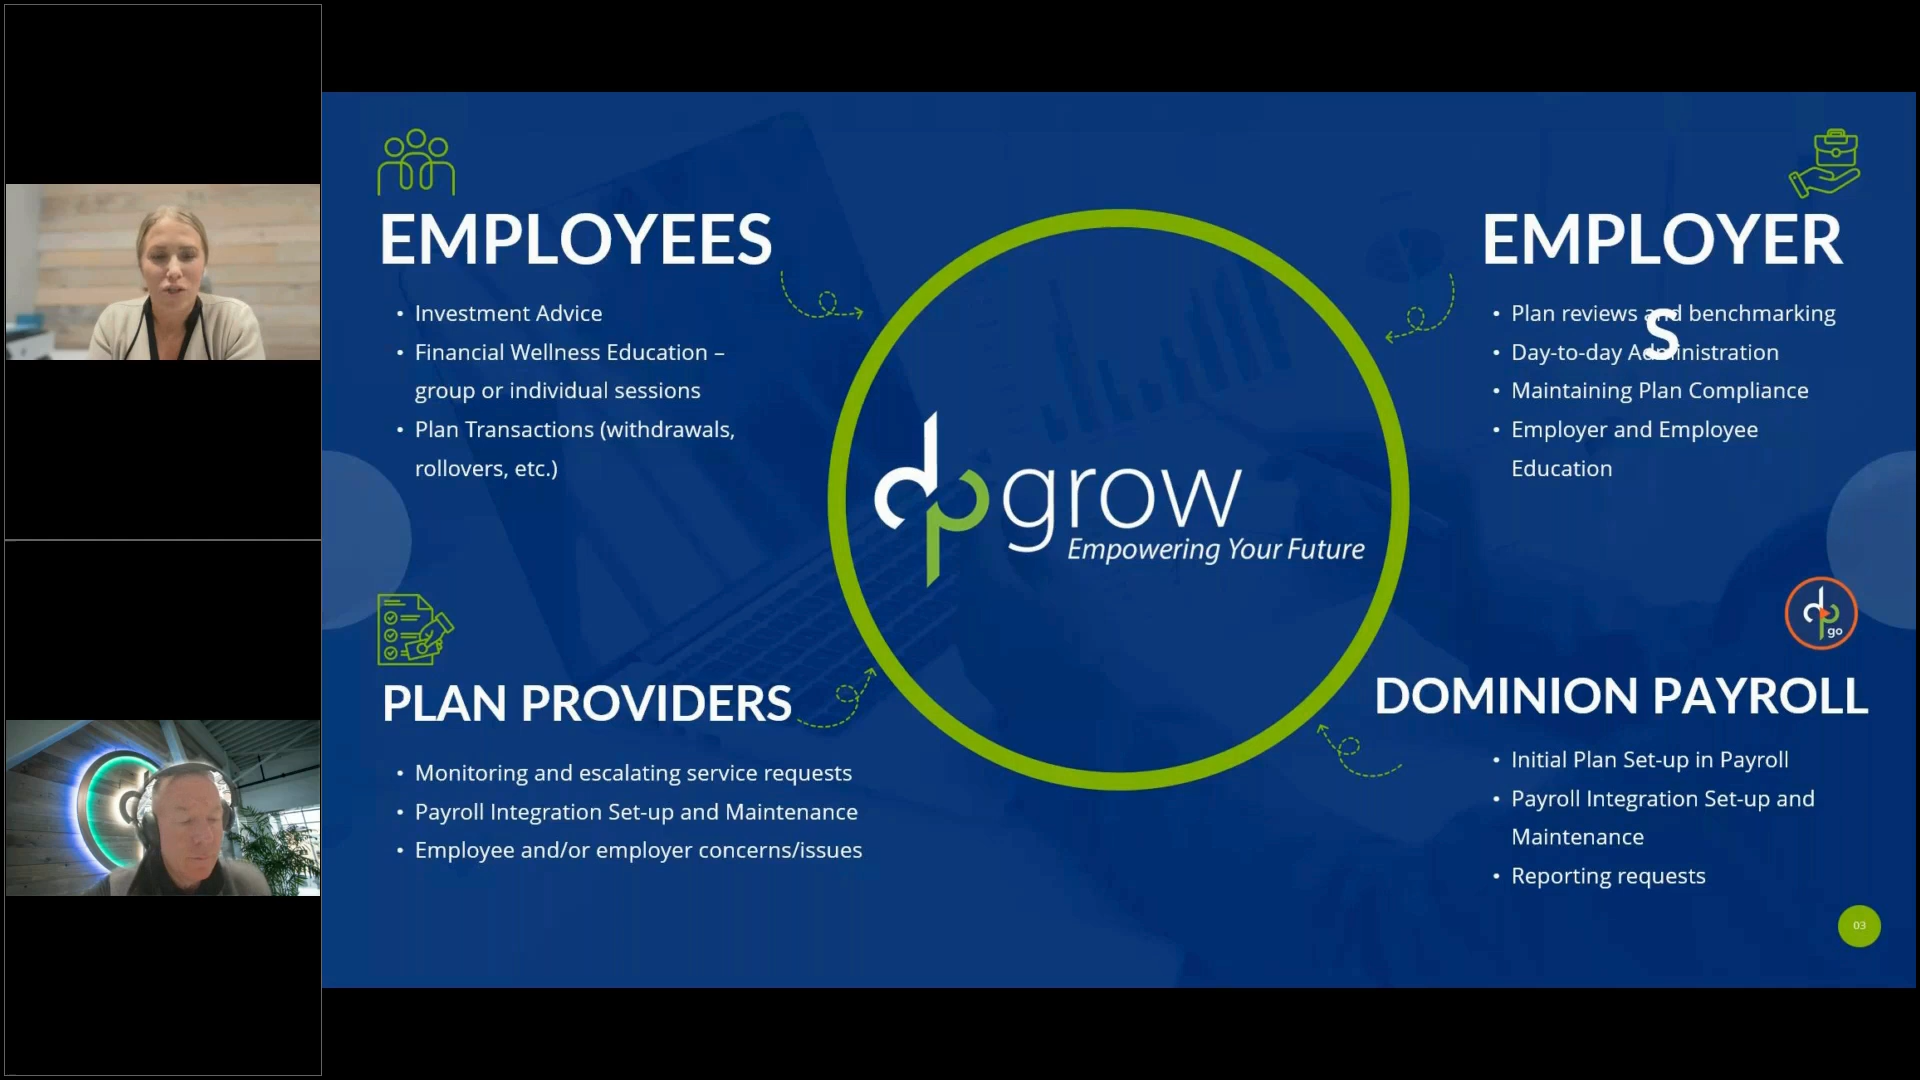 EMPLOYEES
• Investment Advice
• Financial Wellness Education –
group or individual sessions
• Plan Transactions (withdrawals,
rollovers, etc.)
EMPLOYER
S
• Plan reviews and benchmarking
• Day-to-day Administration
• Maintaining Plan Compliance
• Employer and Employee
Education
dp grow
Empowering Your Future
PLAN PROVIDERS
• Monitoring and escalating service requests
• Payroll Integration Set-up and Maintenance
• Employee and/or employer concerns/issues
dp
go
DOMINION PAYROLL
• Initial Plan Set-up in Payroll
• Payroll Integration Set-up and
Maintenance
• Reporting requests
03